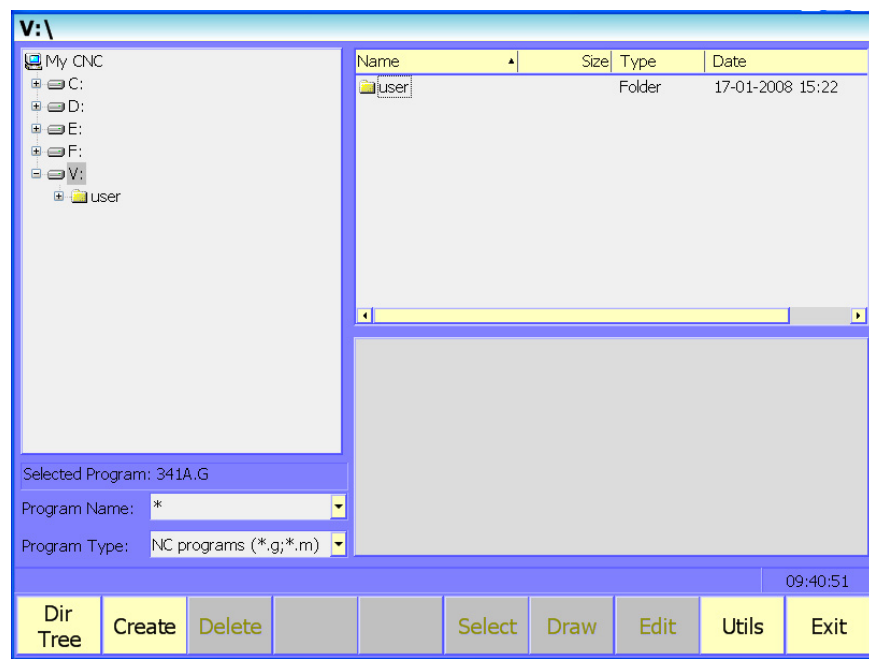 V:\
My CNC
C:
D:
E:
F:
V:
user
Name Size Type Date
user Folder 17-01-2008 15:22
Selected Program: 341A.G
Program Name: *
Program Type: NC programs (*.g;*.m)
09:40:51
Dir Tree Create Delete Select Draw Edit Utils Exit